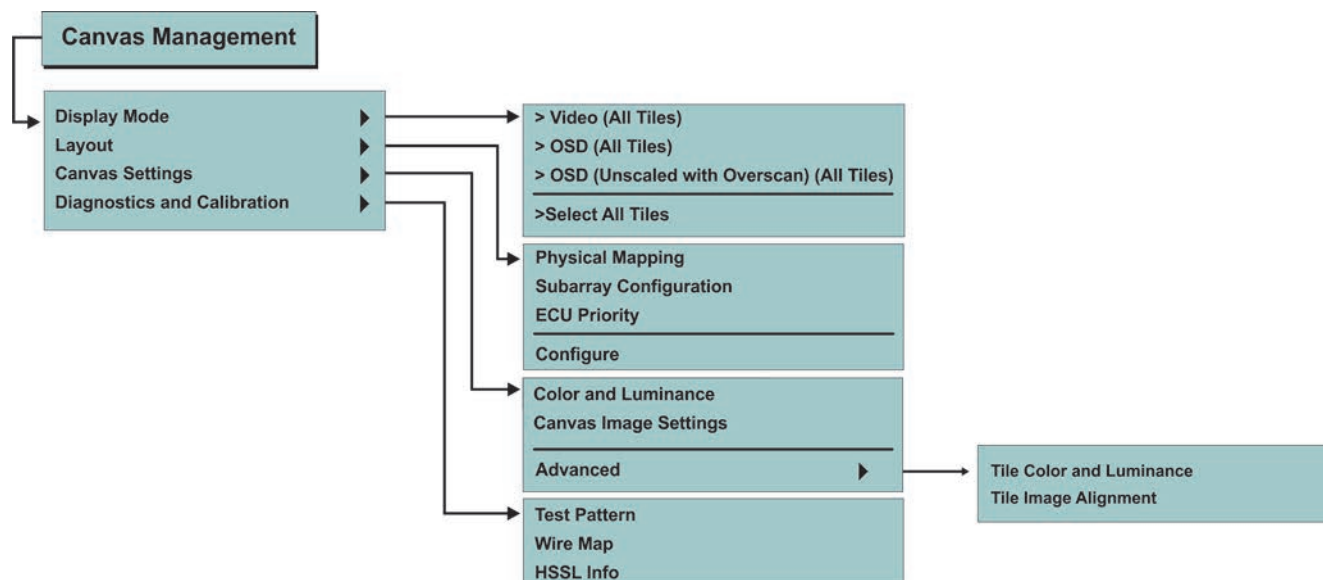 Canvas Management
Display Mode
Layout
Canvas Settings
Diagnostics and Calibration
> Video (All Tiles)
> OSD (All Tiles)
> OSD (Unscaled with Overscan) (All Tiles)
>Select All Tiles
Physical Mapping
Subarray Configuration
ECU Priority
Configure
Color and Luminance
Canvas Image Settings
Advanced
Tile Color and Luminance
Tile Image Alignment
Test Pattern
Wire Map
HSSL Info